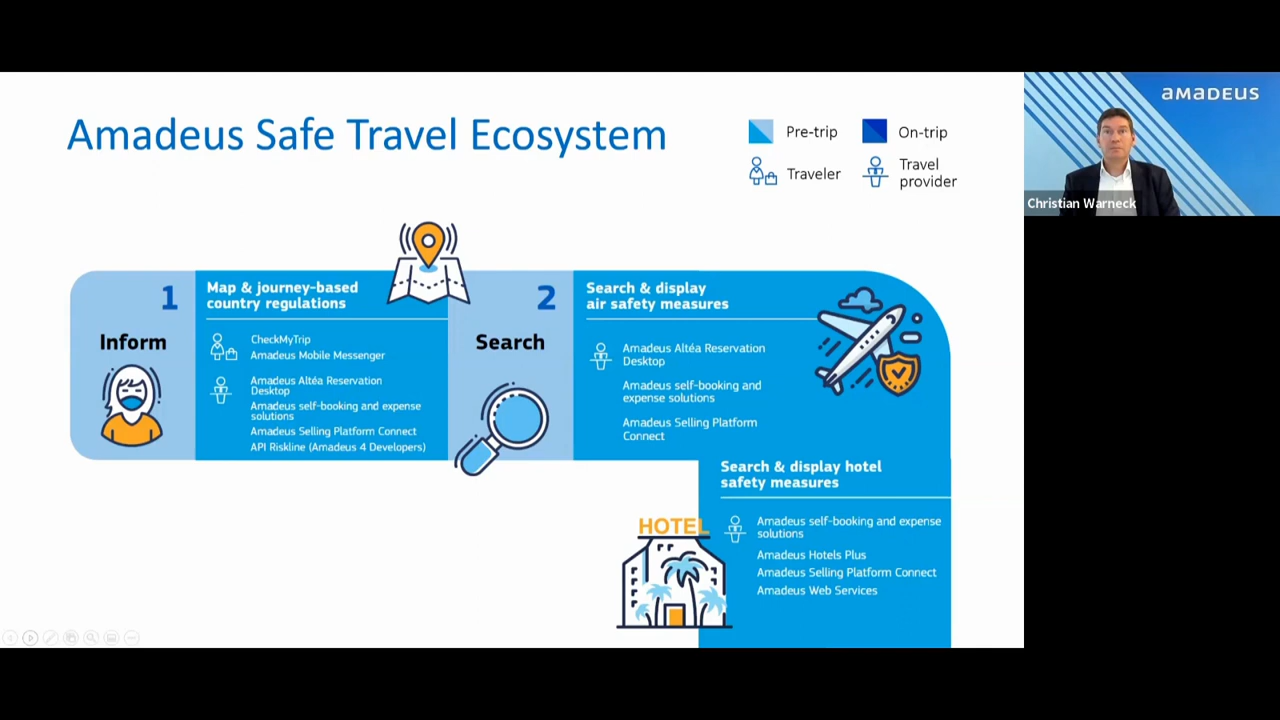 Amadeus Safe Travel Ecosystem
Pre-trip
On-trip
Traveler
Travel
provider
AMADEUS
Christian Warneck
1
Inform
Map & journey-based
country regulations
CheckMyTrip
Amadeus Mobile Messenger
Amadeus Altéa Reservation
Desktop
Amadeus self-booking and expense
solutions
Amadeus Selling Platform Connect
API Riskline (Amadeus 4 Developers)
2
Search
Search & display
air safety measures
Amadeus Altéa Reservation
Desktop
Amadeus self-booking and
expense solutions
Amadeus Selling Platform
Connect
Search & display hotel
safety measures
HOTEL
Amadeus self-booking and expense
solutions
Amadeus Hotels Plus
Amadeus Selling Platform Connect
Amadeus Web Services